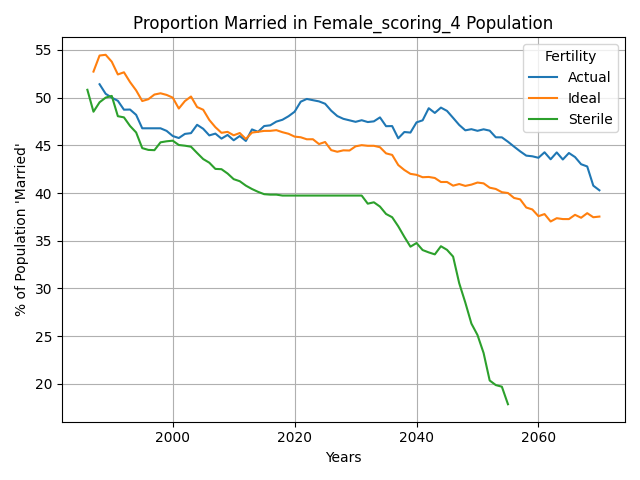 Proportion Married in Female_scoring_4 Population
Fertility
Actual
Ideal
Sterile
% of Population 'Married'
55
50
45
40
35
30
25
20
2000
2020
2040
2060
Years